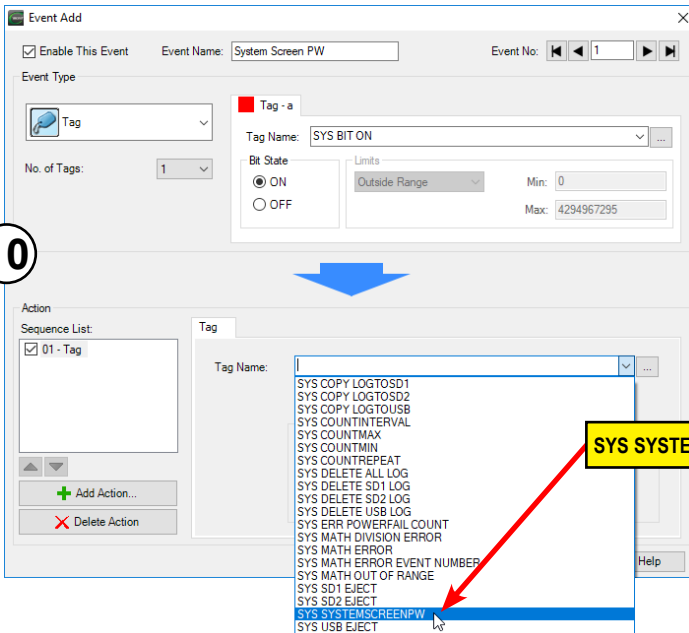 Event Add
Enable This Event Event Name: System Screen PW Event No: 1
Event Type
Tag
Tag - a
Tag Name: SYS BIT ON ...
No. of Tags: 1
Bit State
ON
OFF
Limits
Outside Range
Min: 0
Max: 4294967295
0
Action
Sequence List:
01 - Tag
Tag
Tag Name: ...
SYS COPY LOGTOSD1
SYS COPY LOGTOSD2
SYS COPY LOGTOUSB
SYS COUNTINTERVAL
SYS COUNTMAX
SYS COUNTMIN
SYS COUNTREPEAT
SYS DELETE ALL LOG
SYS DELETE SD1 LOG
SYS DELETE SD2 LOG
SYS DELETE USB LOG
SYS ERR POWERFAIL COUNT
SYS MATH DIVISION ERROR
SYS MATH ERROR
SYS MATH ERROR EVENT NUMBER
SYS MATH OUT OF RANGE
SYS SD1 EJECT
SYS SD2 EJECT
SYS SYSTEMSCREENPW
SYS USB EJECT
SYS SYSTE
Add Action...
Delete Action
Help